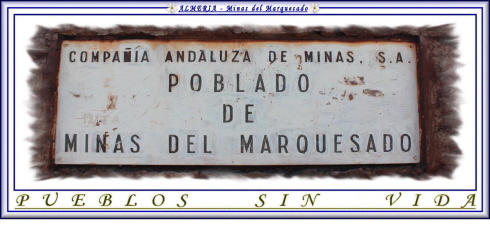 ALMERIA - Minas del Marquesado
COMPAÑÍA ANDALUZA DE MINAS, S.A.
POBLADO
DE
MINAS DEL MARQUESADO
PUEBLOS SIN VIDA